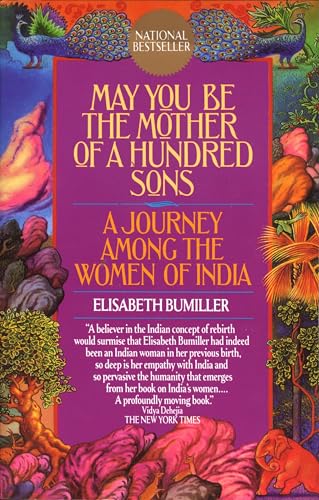 NATIONAL
BESTSELLER
MAY YOU BE
THE MOTHER
OF A HUNDRED
SONS
A JOURNEY
AMONG THE
WOMEN OF INDIA
ELISABETH BUMILLER
"A believer in the Indian concept of rebirth
would surmise that Elisabeth Bumiller had indeed
been an Indian woman in her previous birth,
so deep is her empathy with India and
so pervasive the humanity that emerges
from her book on India's women....
A profoundly moving book."
Vidya Dehejia
THE NEW YORK TIMES